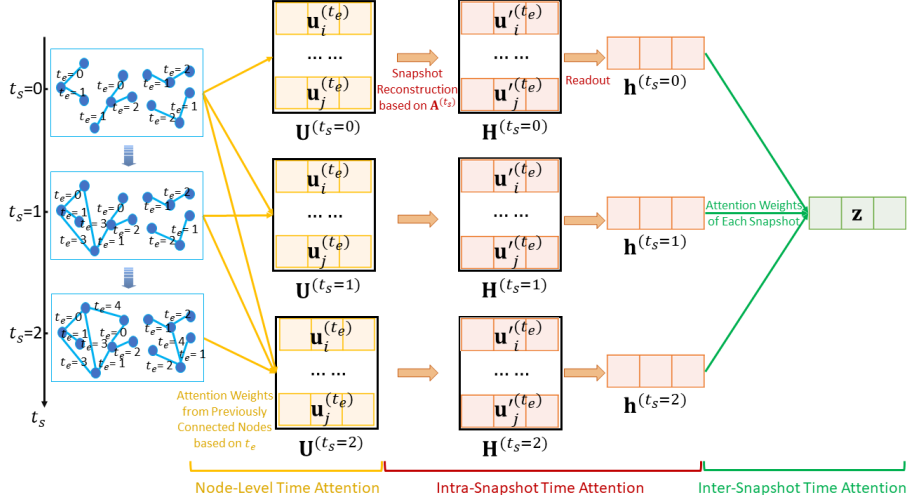 t_s=0
t_e=0
t_e=1
t_e=0
t_e=2
t_e=1
t_e=2
t_e=1
t_e=2
u_i^(t_e)
... ...
u_j^(t_e)
U^(t_s=0)
Snapshot
Reconstruction
based on A^(t_s)
u'_i^(t_e)
... ...
u'_j^(t_e)
H^(t_s=0)
Readout
h^(t_s=0)
t_s=1
t_e=0
t_e=1
t_e=3
t_e=3
t_e=0
t_e=2
t_e=1
t_e=2
t_e=1
t_e=2
u_i^(t_e)
... ...
u_j^(t_e)
U^(t_s=1)
u'_i^(t_e)
... ...
u'_j^(t_e)
H^(t_s=1)
h^(t_s=1)
Attention Weights
of Each Snapshot
z
t_s=2
t_e=4
t_e=0
t_e=1
t_e=3
t_e=3
t_e=0
t_e=2
t_e=1
t_e=2
t_e=1
t_e=4
t_e=1
t_e=2
t_s
Attention Weights
from Previously
Connected Nodes
based on t_e
u_i^(t_e)
... ...
u_j^(t_e)
U^(t_s=2)
u'_i^(t_e)
... ...
u'_j^(t_e)
H^(t_s=2)
h^(t_s=2)
Node-Level Time Attention
Intra-Snapshot Time Attention
Inter-Snapshot Time Attention